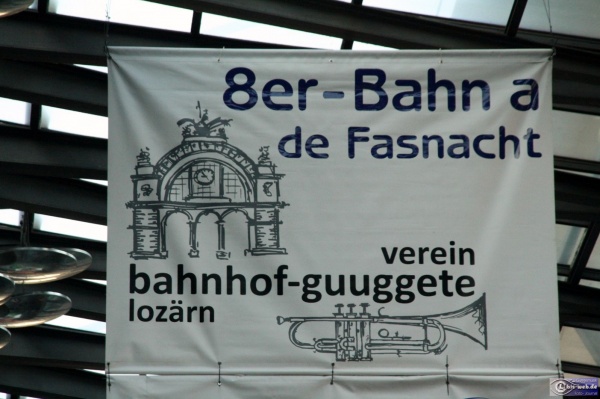 8er-Bahn a
de Fasnacht
verein
bahnhof-guuggete
lozärn